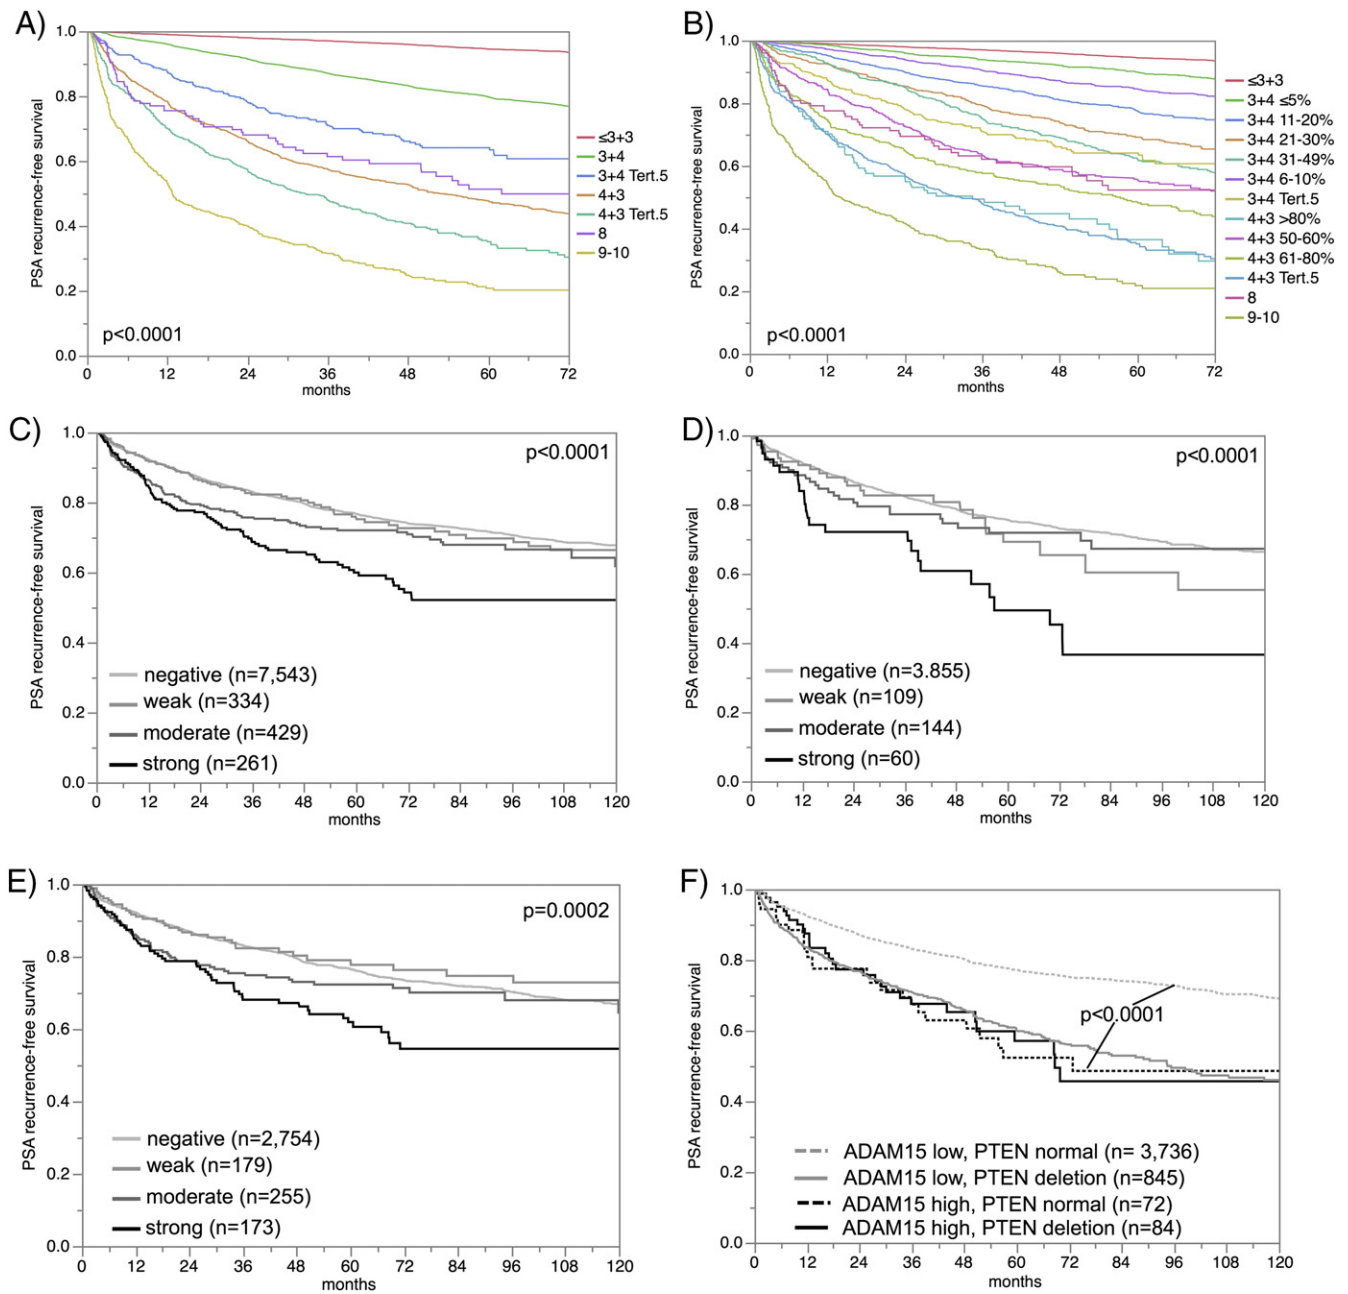 A)
1.0
0.8
0.6
0.4
0.2
0.0
PSA recurrence-free survival
p<0.0001
0 12 24 36 48 60 72
months
≤3+3
3+4
3+4 Tert.5
4+3
4+3 Tert.5
8
9-10
B)
1.0
0.8
0.6
0.4
0.2
0.0
PSA recurrence-free survival
p<0.0001
0 12 24 36 48 60 72
months
≤3+3
3+4 ≤5%
3+4 11-20%
3+4 21-30%
3+4 31-49%
3+4 6-10%
3+4 Tert.5
4+3 >80%
4+3 50-60%
4+3 61-80%
4+3 Tert.5
8
9-10
C)
1.0
0.8
0.6
0.4
0.2
0.0
PSA recurrence-free survival
p<0.0001
negative (n=7,543)
weak (n=334)
moderate (n=429)
strong (n=261)
0 12 24 36 48 60 72 84 96 108 120
months
D)
1.0
0.8
0.6
0.4
0.2
0.0
PSA recurrence-free survival
p<0.0001
negative (n=3.855)
weak (n=109)
moderate (n=144)
strong (n=60)
0 12 24 36 48 60 72 84 96 108 120
months
E)
1.0
0.8
0.6
0.4
0.2
0.0
PSA recurrence-free survival
p=0.0002
negative (n=2,754)
weak (n=179)
moderate (n=255)
strong (n=173)
0 12 24 36 48 60 72 84 96 108 120
months
F)
1.0
0.8
0.6
0.4
0.2
0.0
PSA recurrence-free survival
p<0.0001
ADAM15 low, PTEN normal (n= 3,736)
ADAM15 low, PTEN deletion (n=845)
ADAM15 high, PTEN normal (n=72)
ADAM15 high, PTEN deletion (n=84)
0 12 24 36 48 60 72 84 96 108 120
months